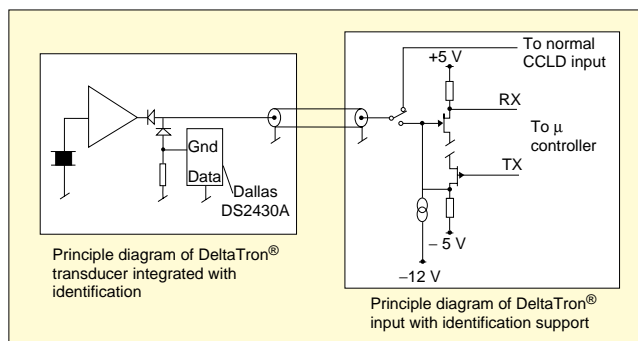 To normal
CCLD input
+5 V
RX
To μ
controller
TX
– 5 V
–12 V
Gnd
Data
Dallas
DS2430A
Principle diagram of DeltaTron®
transducer integrated with
identification
Principle diagram of DeltaTron®
input with identification support